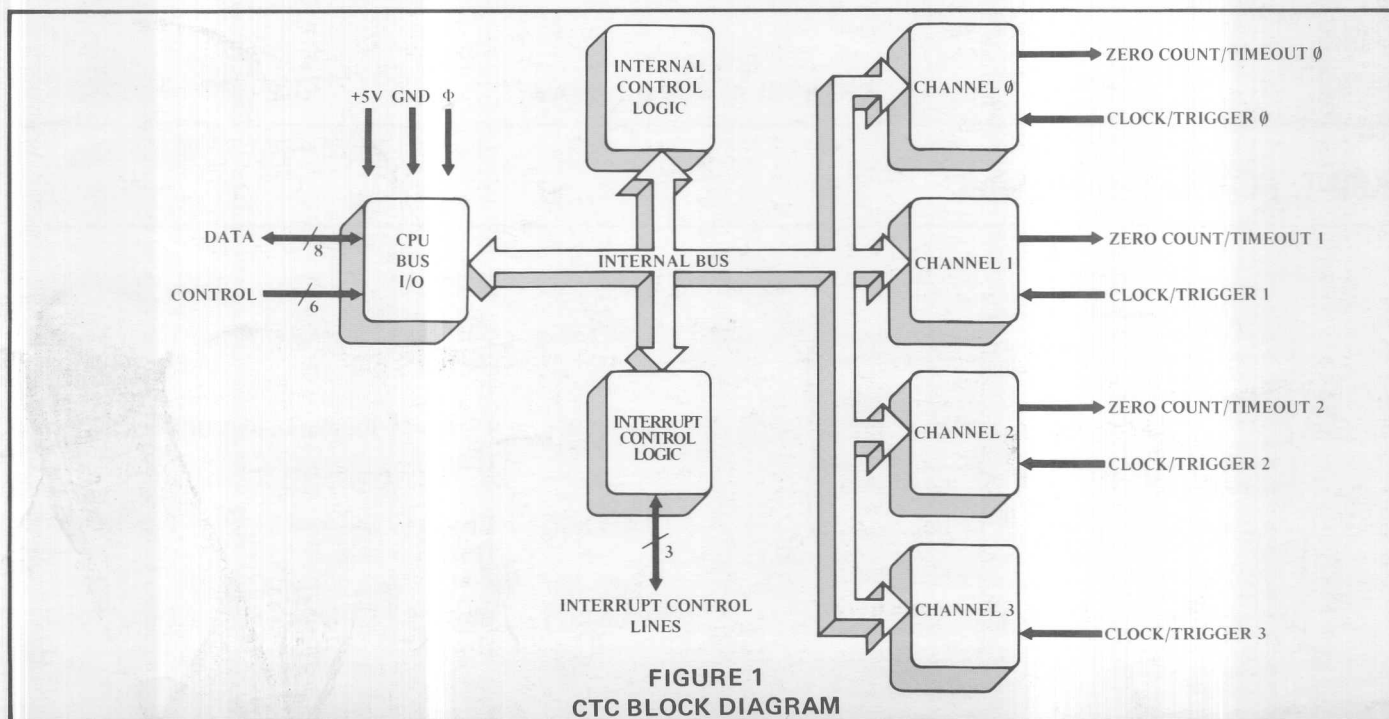 +5V GND Φ
DATA
8
CONTROL
6
CPU
BUS
I/O
INTERNAL
CONTROL
LOGIC
INTERNAL BUS
INTERRUPT
CONTROL
LOGIC
3
INTERRUPT CONTROL
LINES
CHANNEL Ø
ZERO COUNT/TIMEOUT Ø
CLOCK/TRIGGER Ø
CHANNEL 1
ZERO COUNT/TIMEOUT 1
CLOCK/TRIGGER 1
CHANNEL 2
ZERO COUNT/TIMEOUT 2
CLOCK/TRIGGER 2
CHANNEL 3
CLOCK/TRIGGER 3
FIGURE 1
CTC BLOCK DIAGRAM